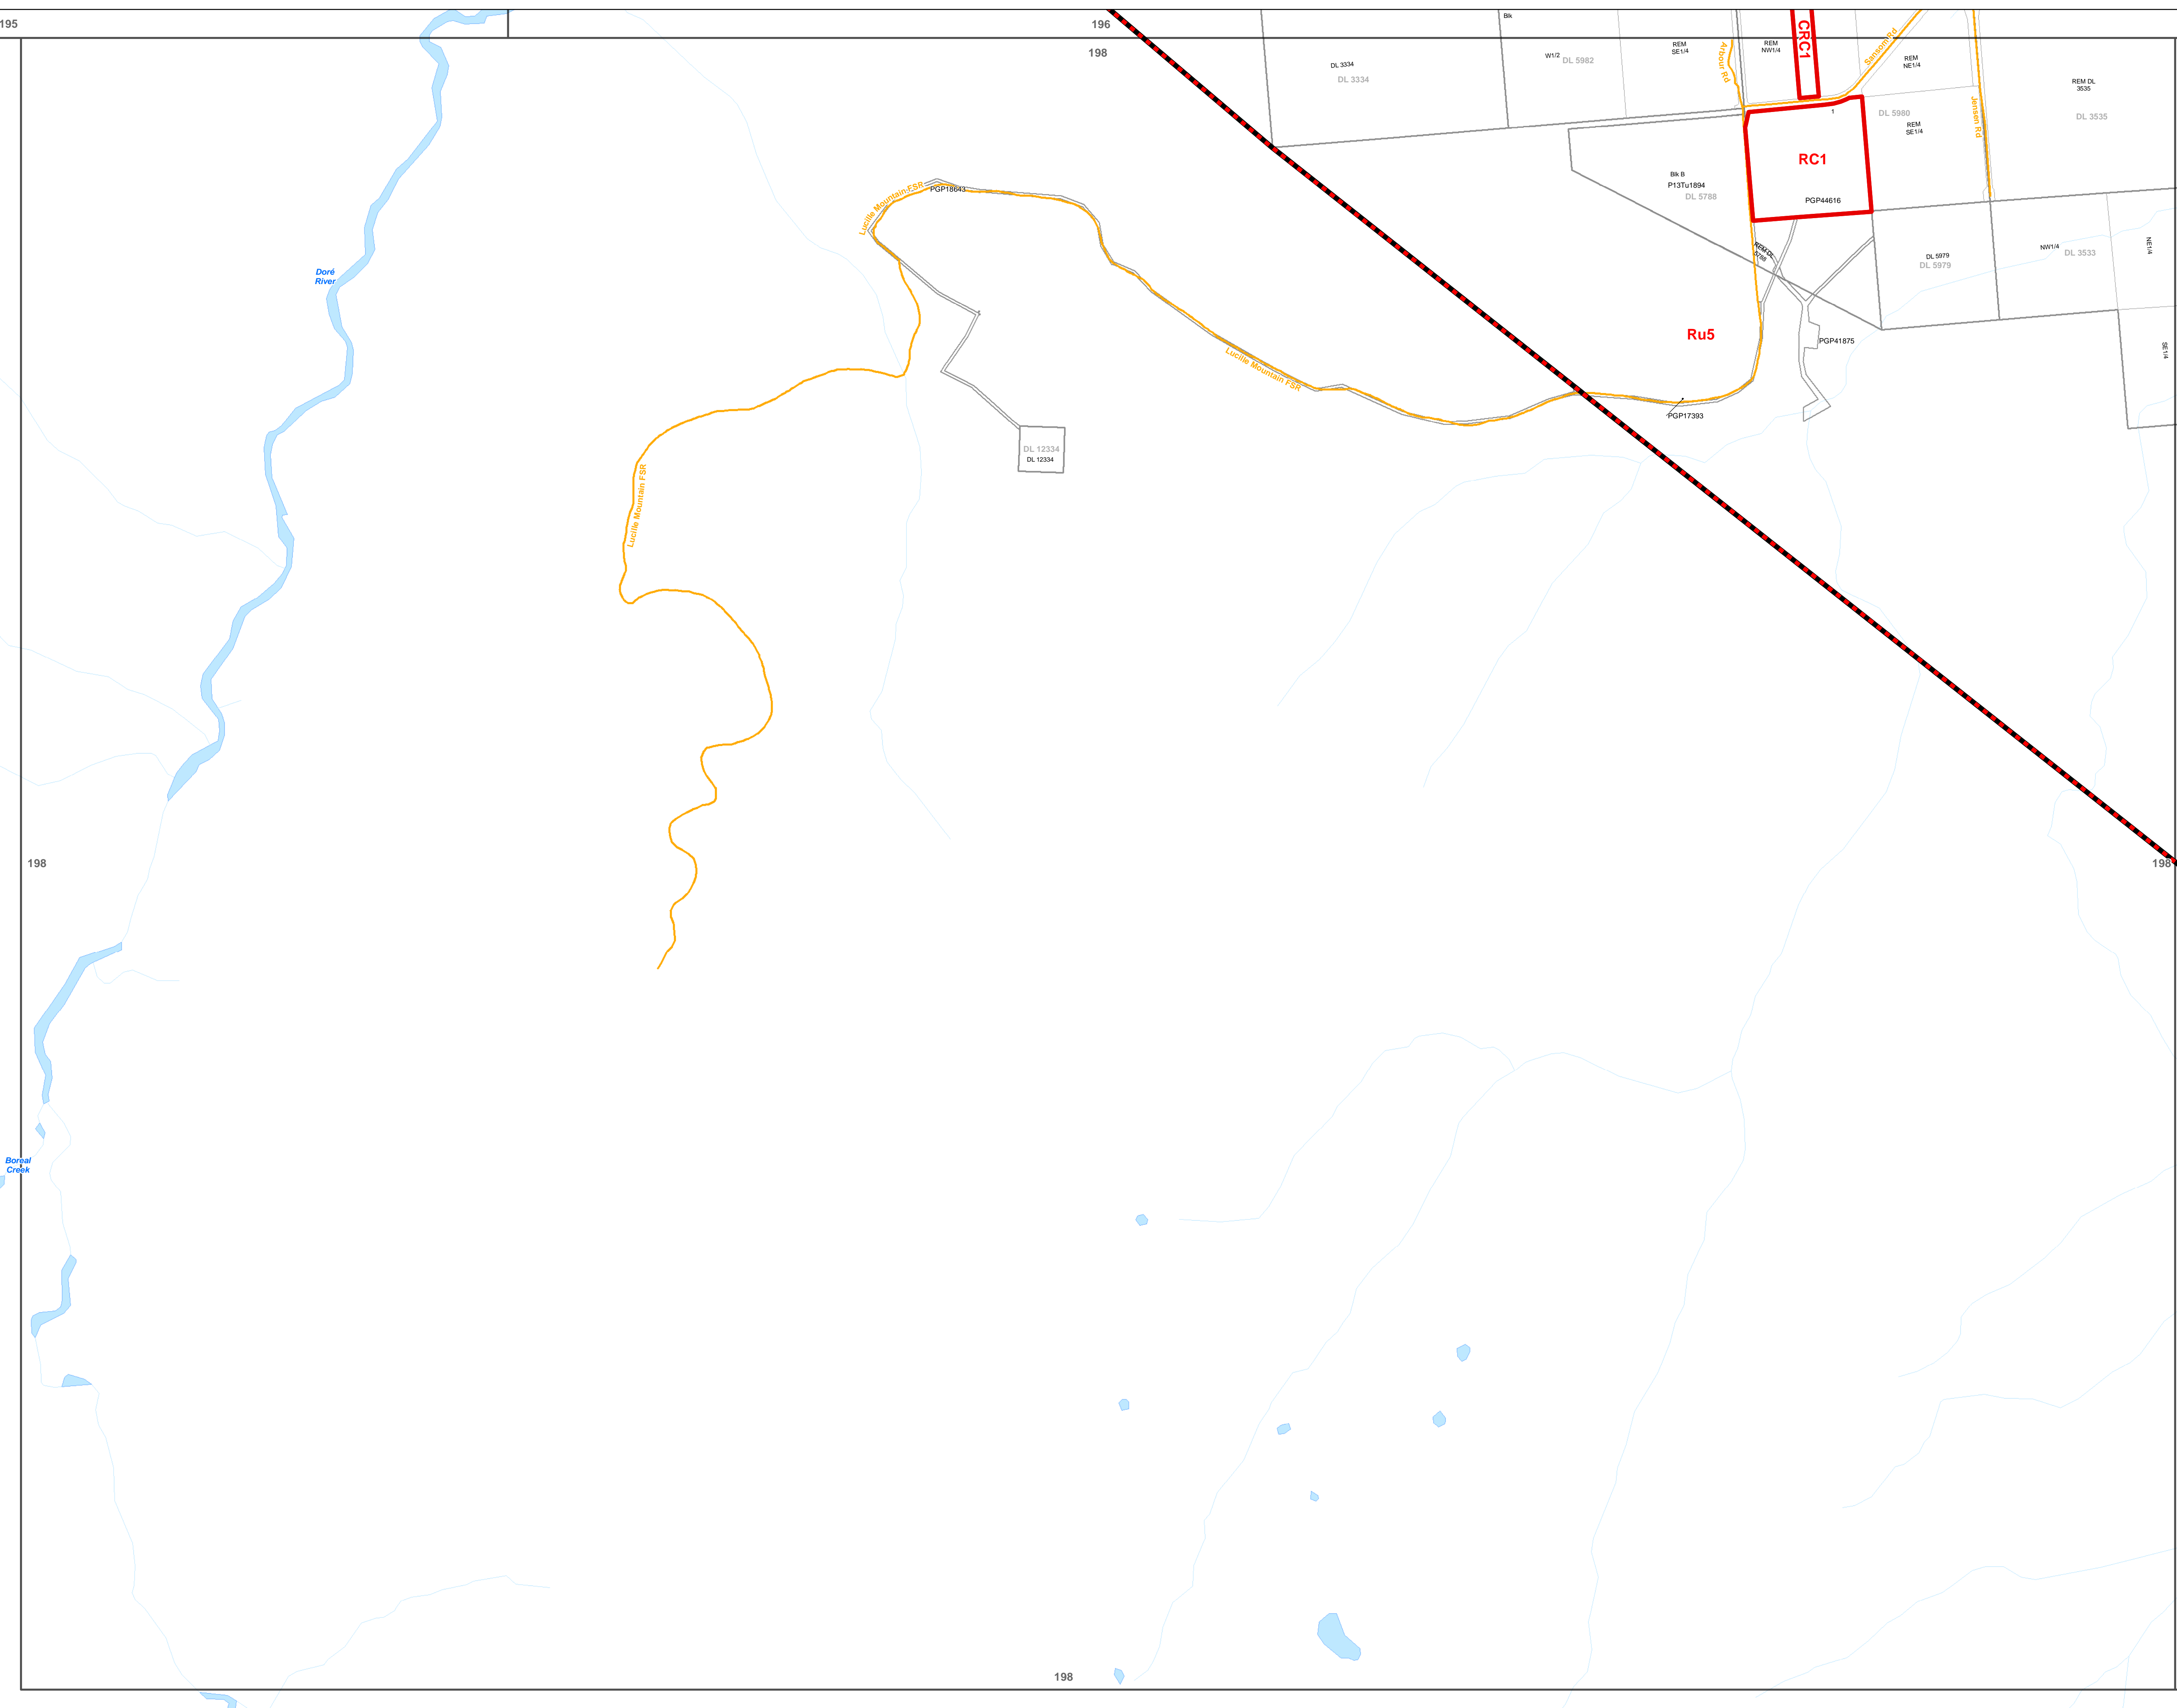 195
196
198
Blk
DL 3334
DL 3334
W1/2
DL 5982
REM
SE1/4
Arbour Rd
REM
NW1/4
CRC1
Sansom Rd
REM
NE1/4
REM DL
3535
DL 3535
Jensen Rd
1
DL 5980
REM
SE1/4
RC1
PGP44616
Blk B
P13Tu1894
DL 5788
REM DL
5788
DL 5979
DL 5979
NW1/4
DL 3533
NE1/4
SE1/4
Lucille Mountain FSR
PGP18643
Doré
River
Ru5
PGP41875
Lucille Mountain FSR
PGP17393
DL 12334
DL 12334
Lucille Mountain FSR
198
198
Boreal
Creek
198